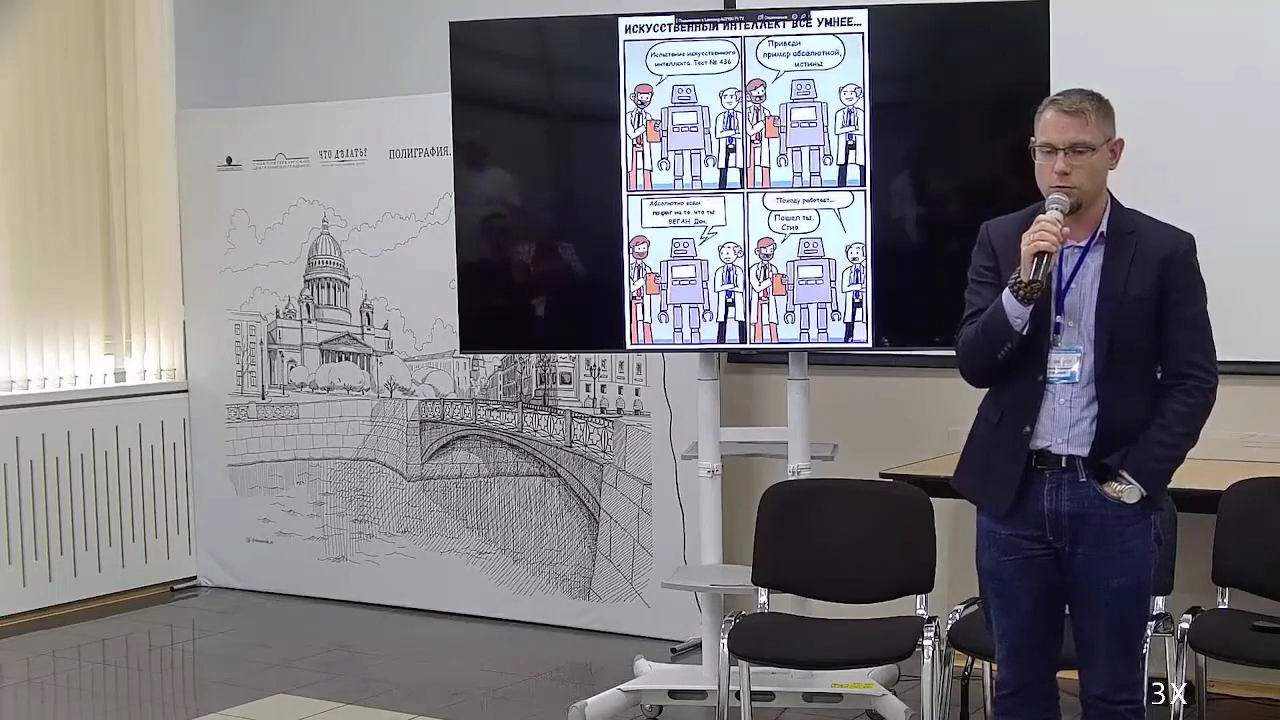 ИСКУССТВЕННЫЙ ИНТЕЛЛЕКТ ВСЕ УМНЕЕ...
Испытание искусственного
интеллекта. Тест № 436
Приведи
пример абсолютной
истины
Абсолютно всем
пофиг на то, что ты
ВЕГАН, Дон.
Походу работает...
Пошел ты,
Стив
ЧТО ДЕЛАТЬ?
ПОЛИГРАФИЯ.
3X